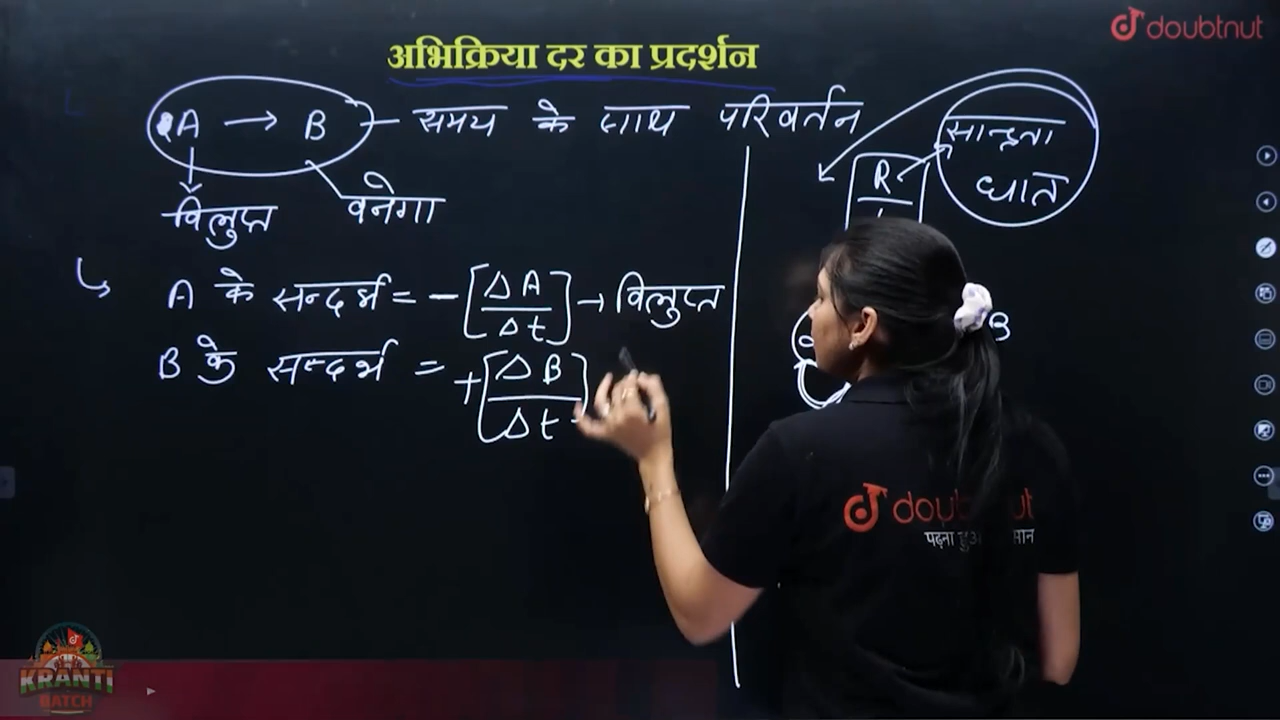 doubtnut
अभिक्रिया दर का प्रदर्शन
A → B — समय के साथ परिवर्तन
विलुप्त बनेगा
A के सन्दर्भ = - [ΔA/Δt] → विलुप्त
B के सन्दर्भ = + [ΔB/Δt]
सान्द्रता
घात
R
B
doubtnut
पढ़ना
KRANTI
BATCH